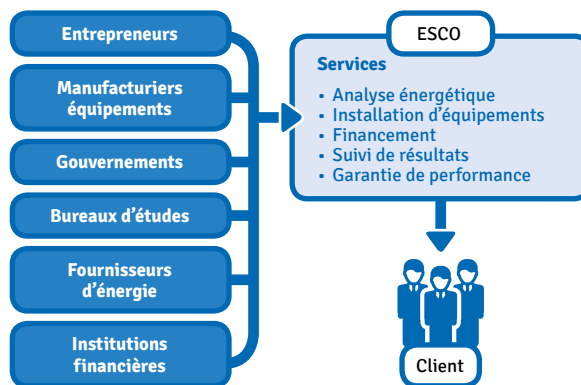 Entrepreneurs
Manufacturiers
équipements
Gouvernements
Bureaux d'études
Fournisseurs
d'énergie
Institutions
financières
ESCO
Services
• Analyse énergétique
• Installation d'équipements
• Financement
• Suivi de résultats
• Garantie de performance
Client